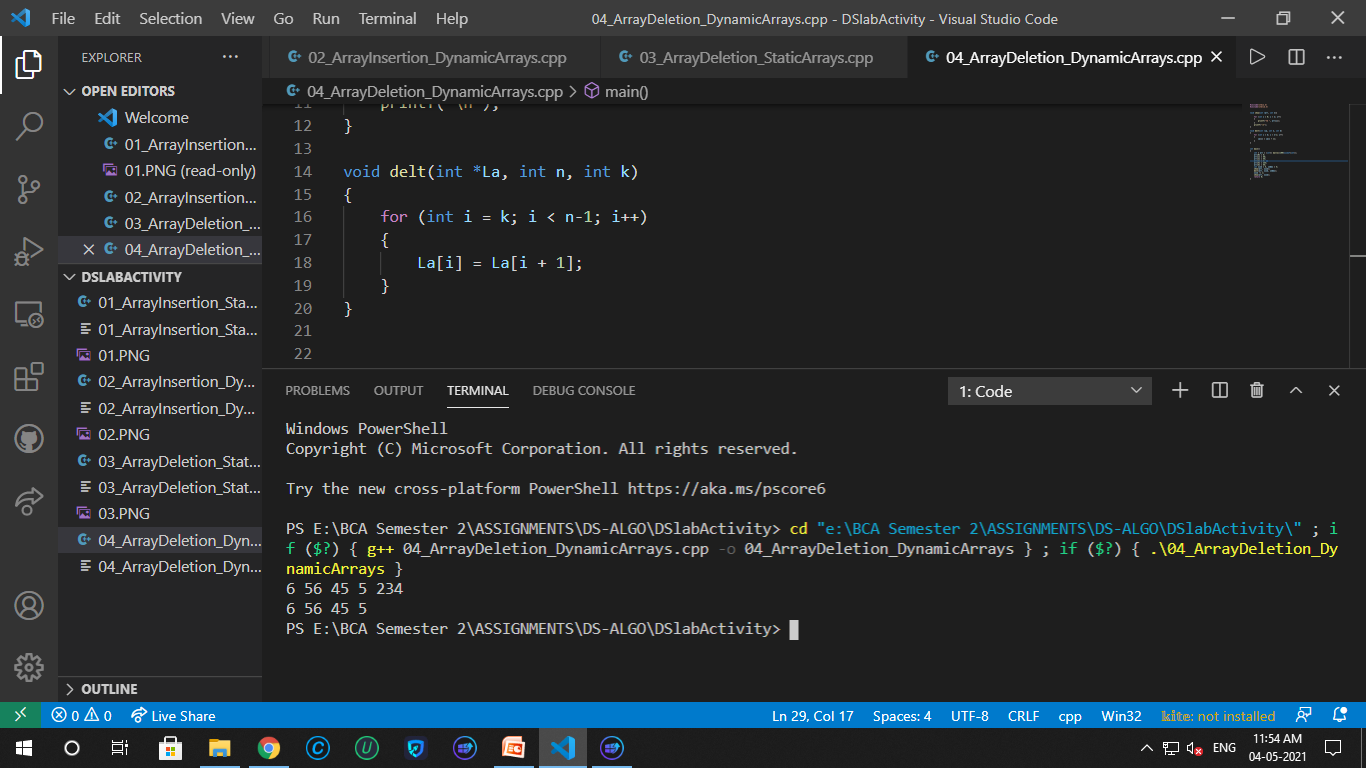 File Edit Selection View Go Run Terminal Help
04_ArrayDeletion_DynamicArrays.cpp - DSlabActivity - Visual Studio Code
EXPLORER
02_ArrayInsertion_DynamicArrays.cpp
03_ArrayDeletion_StaticArrays.cpp
04_ArrayDeletion_DynamicArrays.cpp
04_ArrayDeletion_DynamicArrays.cpp > main()
OPEN EDITORS
Welcome
01_ArrayInsertion...
01.PNG (read-only)
02_ArrayInsertion...
03_ArrayDeletion_...
04_ArrayDeletion_...
DSLABACTIVITY
01_ArrayInsertion_Sta...
01_ArrayInsertion_Sta...
01.PNG
02_ArrayInsertion_Dy...
02_ArrayInsertion_Dy...
02.PNG
03_ArrayDeletion_Stat...
03_ArrayDeletion_Stat...
03.PNG
04_ArrayDeletion_Dyn...
04_ArrayDeletion_Dyn...
OUTLINE
11 printf("\n");
12 }
13
14 void delt(int *La, int n, int k)
15 {
16 for (int i = k; i < n-1; i++)
17 {
18 La[i] = La[i + 1];
19 }
20 }
21
22
PROBLEMS OUTPUT TERMINAL DEBUG CONSOLE
1: Code
Windows PowerShell
Copyright (C) Microsoft Corporation. All rights reserved.
Try the new cross-platform PowerShell https://aka.ms/pscore6
PS E:\BCA Semester 2\ASSIGNMENTS\DS-ALGO\DSlabActivity> cd "e:\BCA Semester 2\ASSIGNMENTS\DS-ALGO\DSlabActivity\" ; i
f ($?) { g++ 04_ArrayDeletion_DynamicArrays.cpp -o 04_ArrayDeletion_DynamicArrays } ; if ($?) { .\04_ArrayDeletion_Dy
namicArrays }
6 56 45 5 234
6 56 45 5
PS E:\BCA Semester 2\ASSIGNMENTS\DS-ALGO\DSlabActivity>
0 0 Live Share
Ln 29, Col 17 Spaces: 4 UTF-8 CRLF cpp Win32 kite: not installed
ENG
11:54 AM
04-05-2021